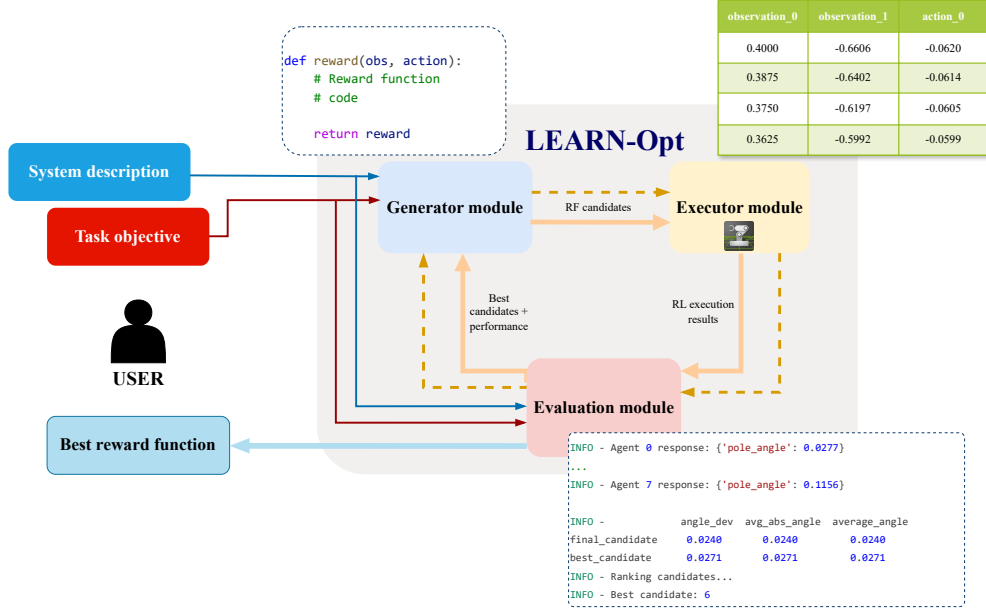 observation_0 observation_1 action_0
0.4000 -0.6606 -0.0620
0.3875 -0.6402 -0.0614
0.3750 -0.6197 -0.0605
0.3625 -0.5992 -0.0599
def reward(obs, action):
# Reward function
# code
return reward
LEARN-Opt
System description
Task objective
Generator module
RF candidates
Executor module
Best
candidates +
performance
RL execution
results
USER
Evaluation module
Best reward function
INFO - Agent 0 response: {'pole_angle': 0.0277}
...
INFO - Agent 7 response: {'pole_angle': 0.1156}
INFO - angle_dev avg_abs_angle average_angle
final_candidate 0.0240 0.0240 0.0240
best_candidate 0.0271 0.0271 0.0271
INFO - Ranking candidates...
INFO - Best candidate: 6